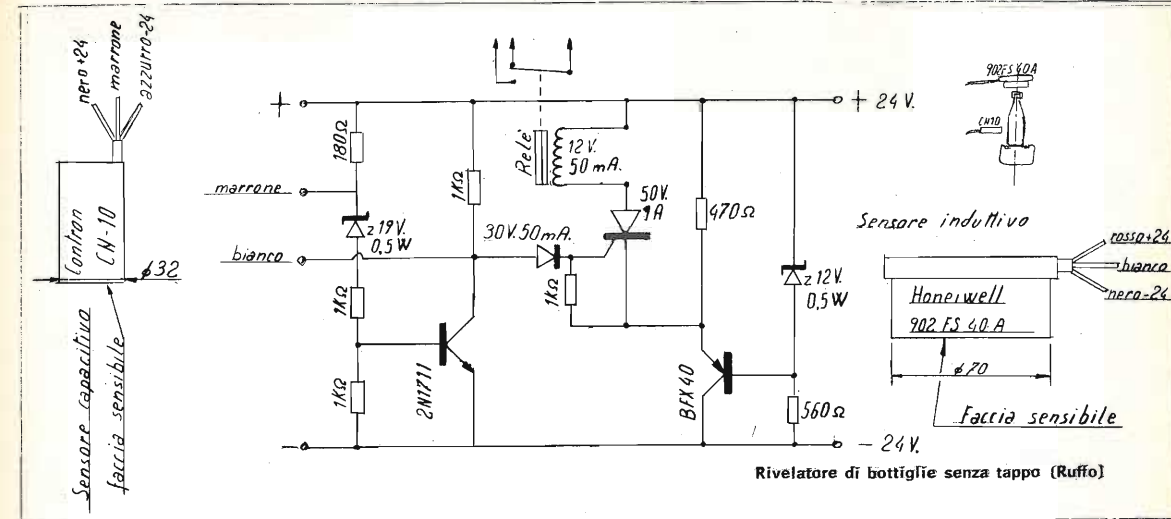 nero+24
marrone
azzurro-24
Contron
CN-10
ϕ32
Sensore capacitivo
faccia sensibile
+
180Ω
marrone
z 19V.
0,5W
bianco
1KΩ
1KΩ
1KΩ
2N1711
Relè
12V.
50mA.
50V.
1A
30V.50mA.
1KΩ
470Ω
BFX40
z 12V.
0,5W
560Ω
+ 24V.
-
- 24V.
902FS40A
CN10
Sensore induttivo
rosso+24
bianco
nero-24
Honeiwell
902 FS 40 A
ϕ70
Faccia sensibile
Rivelatore di bottiglie senza tappo (Ruffo)